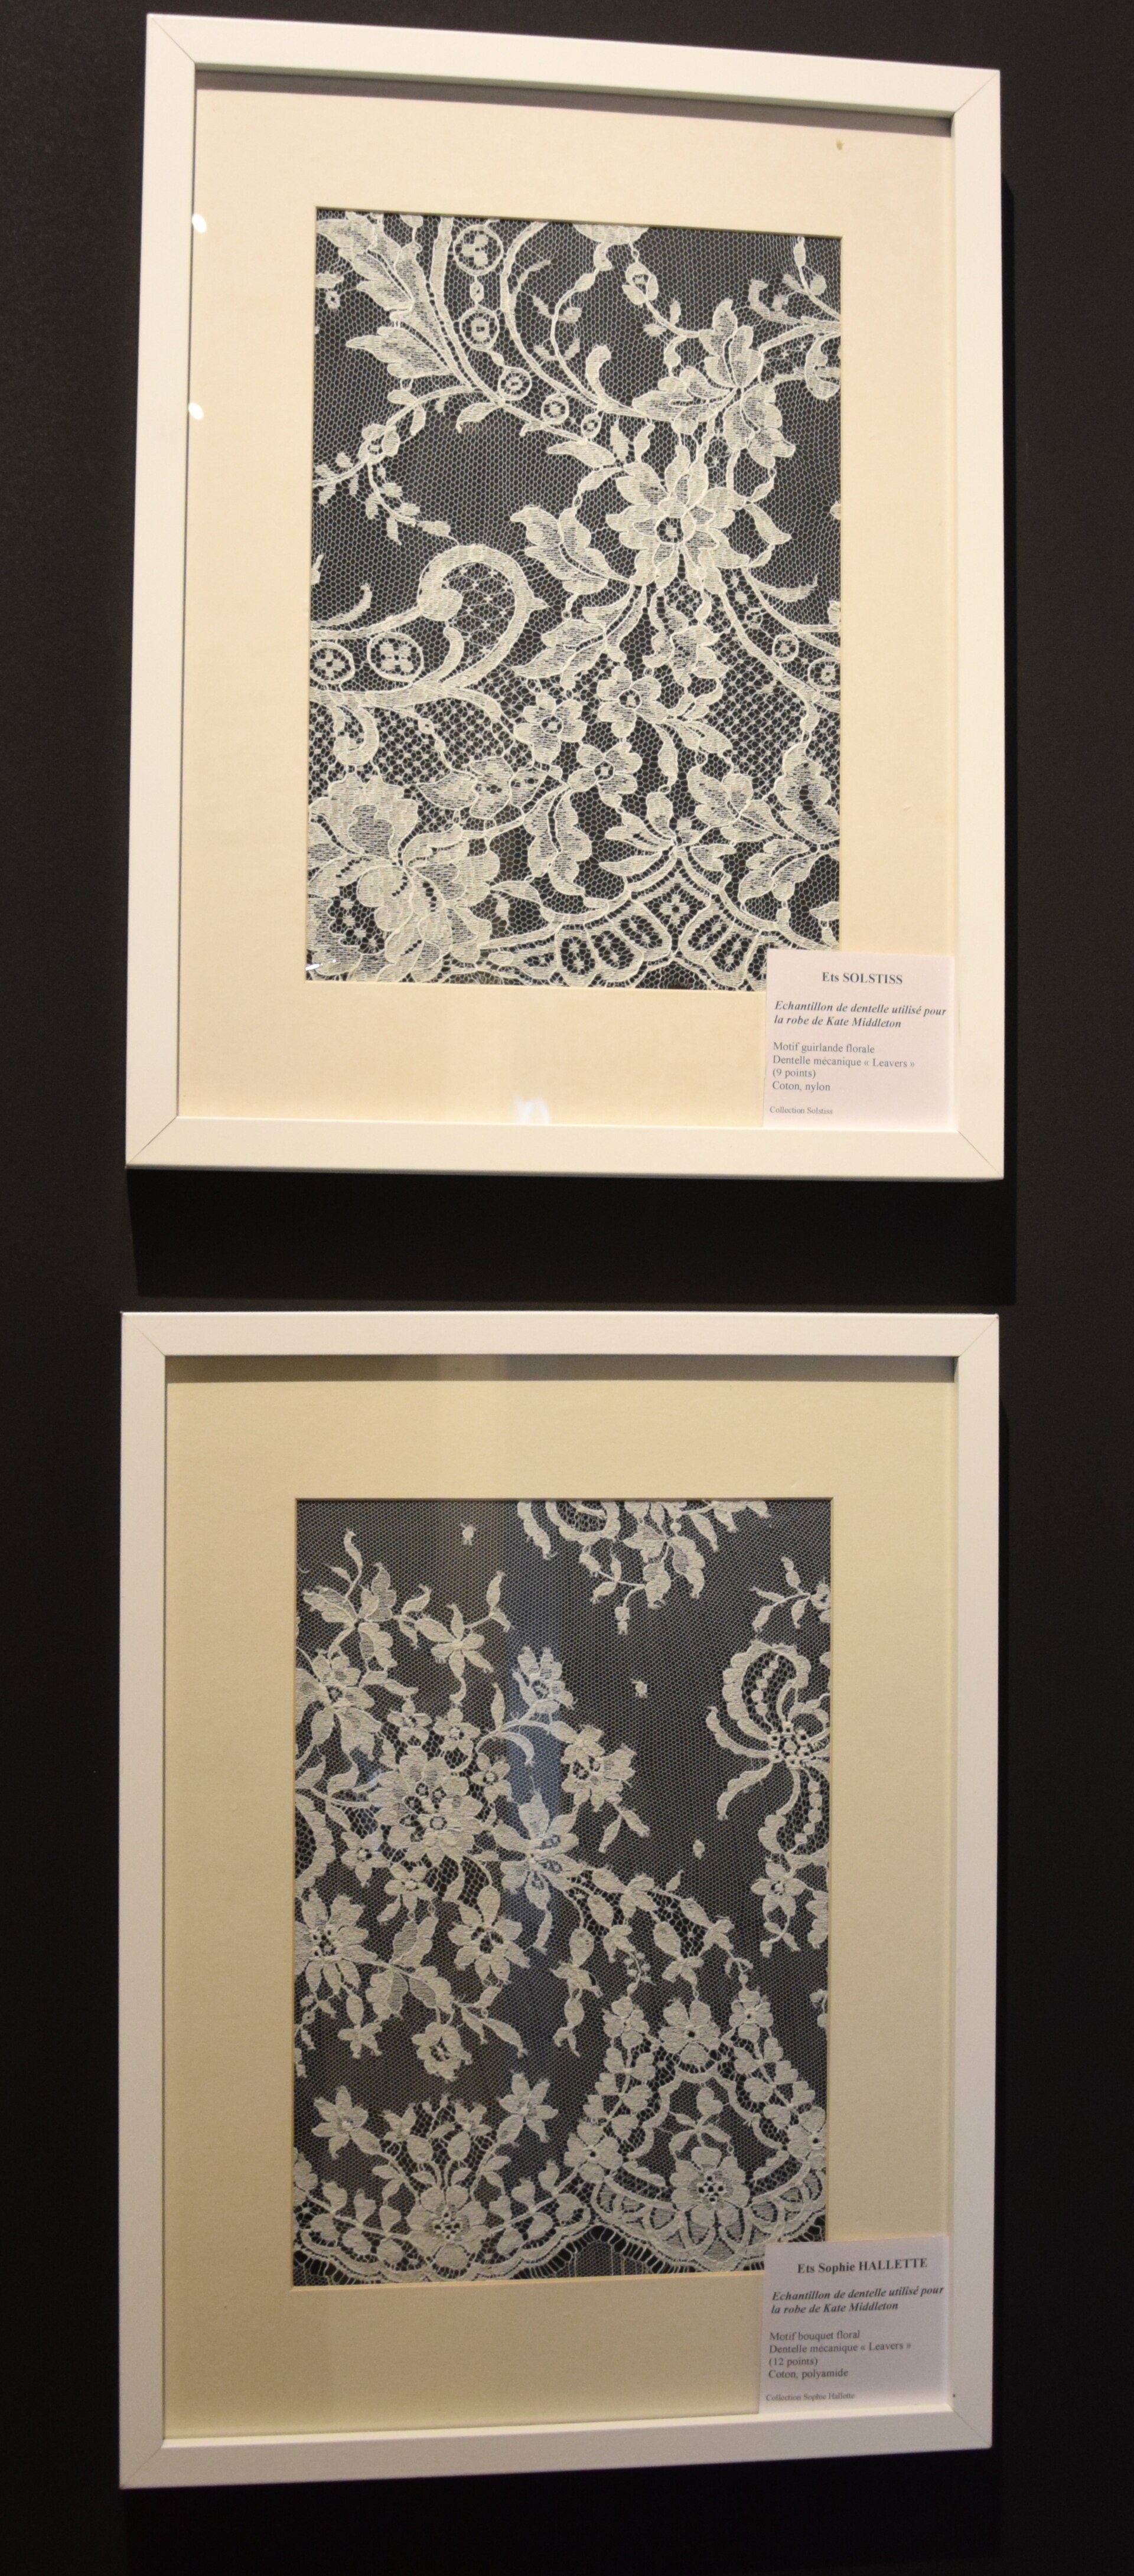 Ets SOLSTISS
Echantillon de dentelle utilisé pour
la robe de Kate Middleton
Motif guirlande florale
Dentelle mécanique « Leavers »
(9 points)
Coton, nylon
Collection Solstiss
Ets Sophie HALLETTE
Echantillon de dentelle utilisé pour
la robe de Kate Middleton
Motif bouquet floral
Dentelle mécanique « Leavers »
(12 points)
Coton, polyamide
Collection Sophie Hallette